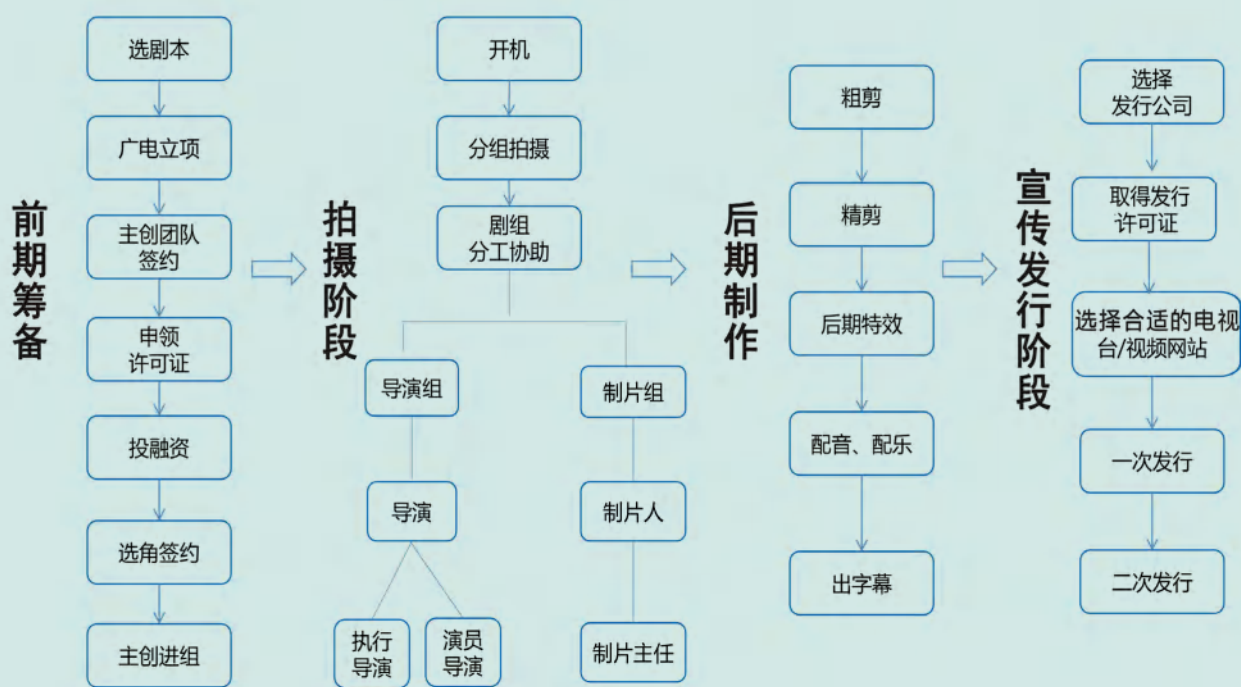 前期筹备
选剧本
广电立项
主创团队
签约
申领
许可证
投融资
选角签约
主创进组
拍摄阶段
开机
分组拍摄
剧组
分工协助
导演组
制片组
导演
制片人
执行
导演
演员
导演
制片主任
后期制作
粗剪
精剪
后期特效
配音、配乐
出字幕
宣传发行阶段
选择
发行公司
取得发行
许可证
选择合适的电视
台/视频网站
一次发行
二次发行